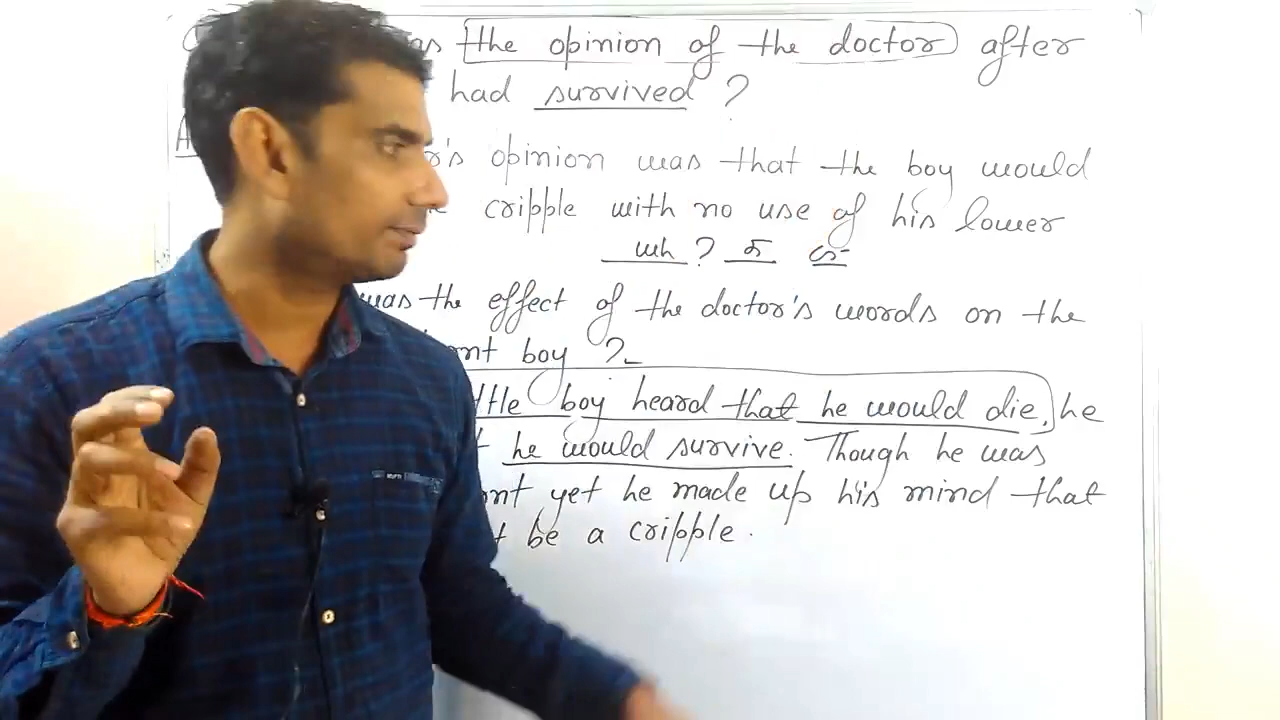 the opinion of the doctor after
had survived ?
opinion was that the boy would
cripple with no use of his lower
wh ?
was the effect of the doctor's words on the
boy ?
boy heard that he would die, he
he would survive. Though he was
yet he made up his mind that
be a cripple.